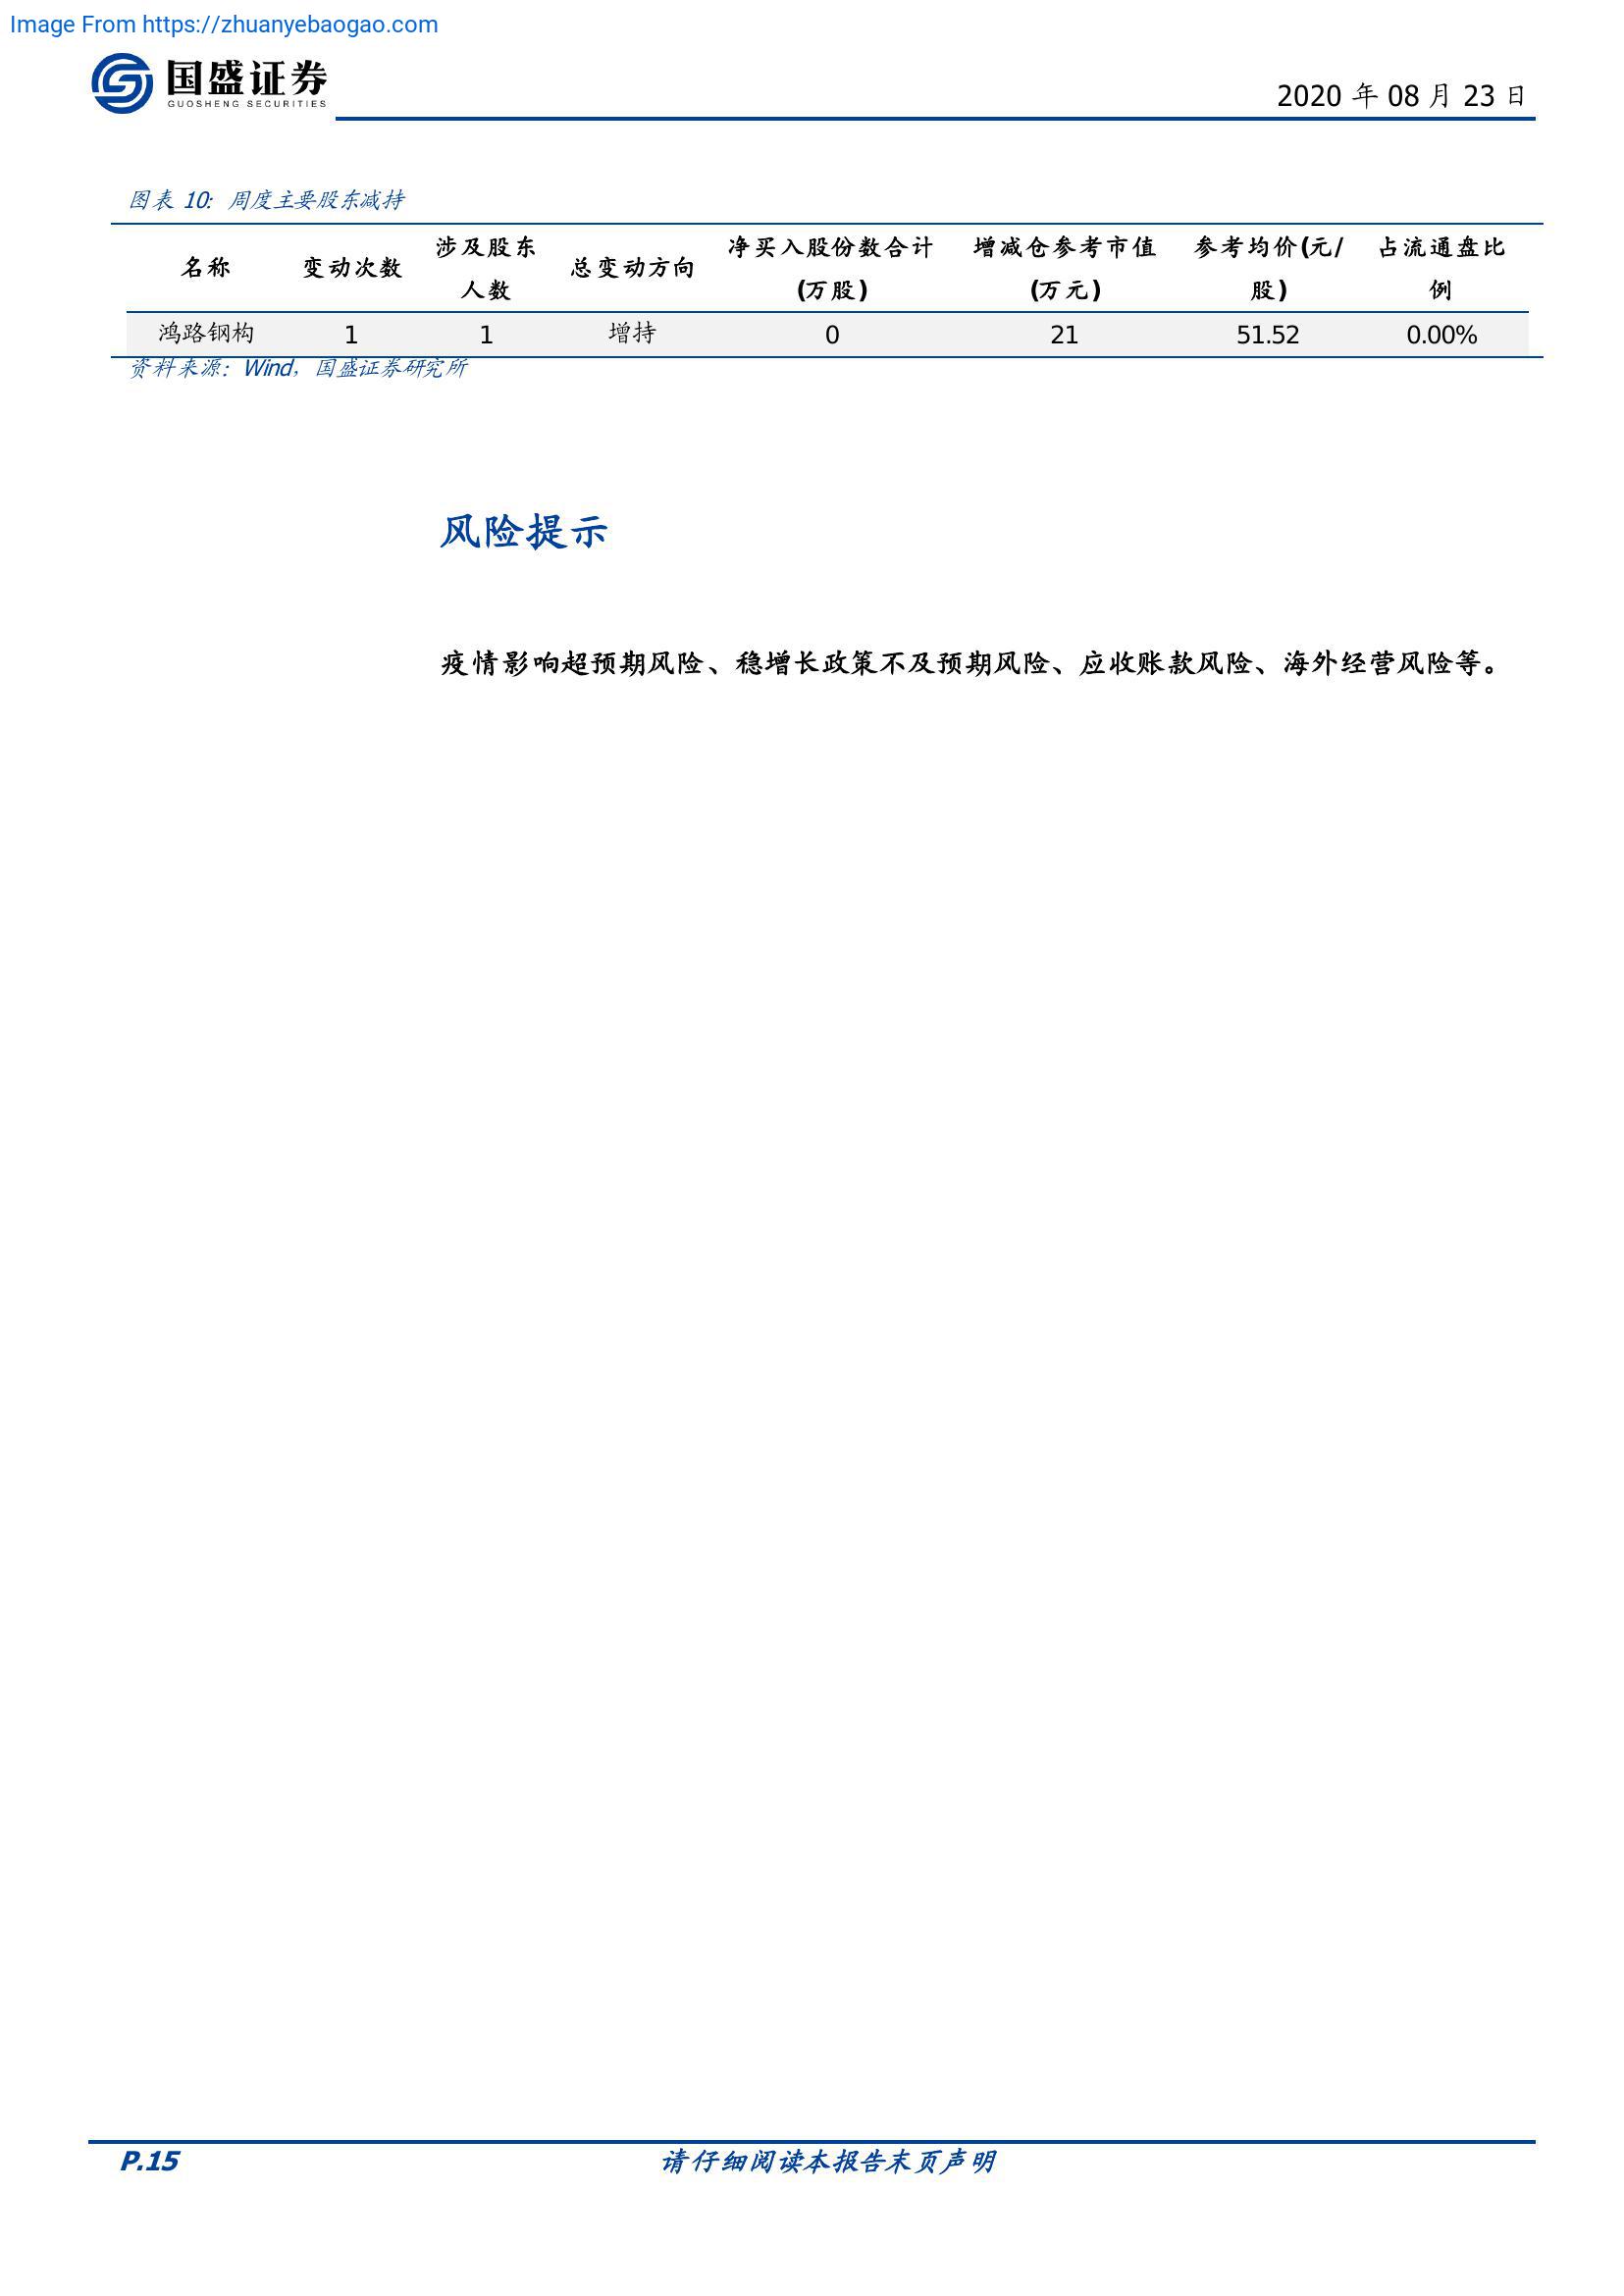 Image From https://zhuanyebaogao.com
国盛证券
GUOSHENG SECURITIES
2020 年 08 月 23 日
图表 10: 周度主要股东减持
名称 变动次数 涉及股东人数 总变动方向 净买入股份数合计(万股) 增减仓参考市值(万元) 参考均价(元/股) 占流通盘比例
鸿路钢构 1 1 增持 0 21 51.52 0.00%
资料来源：Wind，国盛证券研究所
风险提示
疫情影响超预期风险、稳增长政策不及预期风险、应收账款风险、海外经营风险等。
P.15 请仔细阅读本报告末页声明